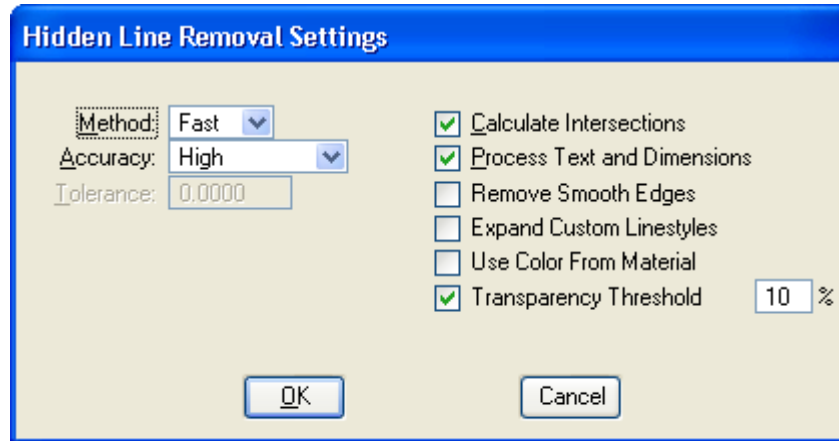 Hidden Line Removal Settings
Method: Fast
Accuracy: High
Tolerance: 0.0000
Calculate Intersections
Process Text and Dimensions
Remove Smooth Edges
Expand Custom Linestyles
Use Color From Material
Transparency Threshold 10 %
OK Cancel